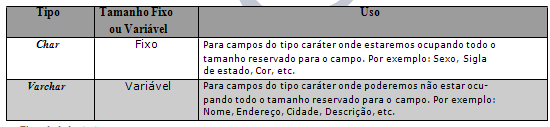 Tipo Tamanho Fixo ou Variável Uso
Char Fixo Para campos do tipo caráter onde estaremos ocupando todo o
tamanho reservado para o campo. Por exemplo: Sexo, Sigla
de estado, Cor, etc.
Varchar Variável Para campos do tipo caráter onde poderemos não estar ocu-
pando todo o tamanho reservado para o campo. Por exemplo:
Nome, Endereço, Cidade, Descrição, etc.